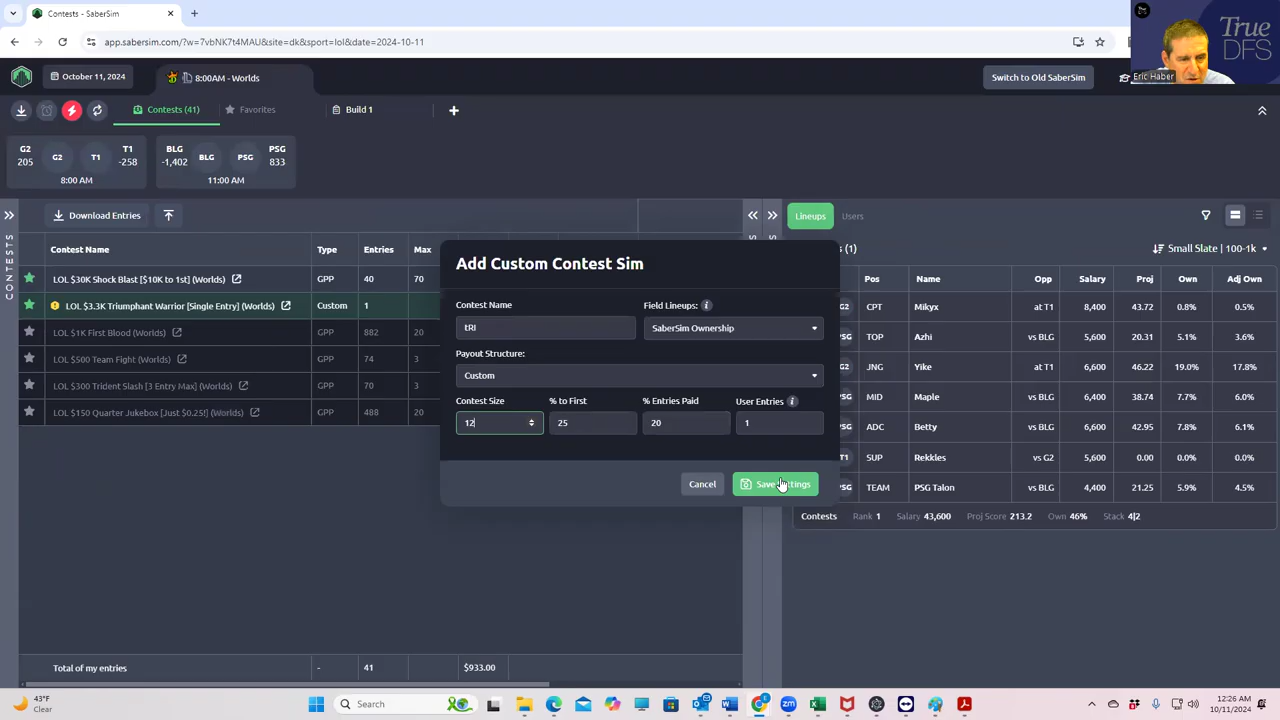 Contests - SaberSim
app.sabersim.com/?w=7vbNK7t4MAU&site=dk&sport=lol&date=2024-10-11
True
DFS
Eric Haber
October 11, 2024
8:00AM - Worlds
Switch to Old SaberSim
Contests (41)
Favorites
Build 1
G2 G2 T1 T1
205 -258
8:00 AM
BLG BLG PSG PSG
-1,402 833
11:00 AM
CONTESTS
Download Entries
Lineups
Users
Contest Name Type Entries Max
(1)
Small Slate | 100-1k
LOL $30K Shock Blast [$10K to 1st] (Worlds) GPP 40 70
LOL $3.3K Triumphant Warrior [Single Entry] (Worlds) Custom 1
LOL $1K First Blood (Worlds) GPP 882 20
LOL $500 Team Fight (Worlds) GPP 74 3
LOL $300 Trident Slash [3 Entry Max] (Worlds) GPP 70 3
LOL $150 Quarter Jukebox [Just $0.25!] (Worlds) GPP 488 20
Total of my entries - 41 $933.00
Add Custom Contest Sim
Contest Name
Field Lineups:
tRI
SaberSim Ownership
Payout Structure:
Custom
Contest Size % to First % Entries Paid User Entries
12 25 20 1
Cancel
Save Settings
Pos Name Opp Salary Proj Own Adj Own
G2 CPT Mikyx at T1 8,400 43.72 0.8% 0.5%
TOP Azhi vs BLG 5,600 20.31 5.1% 3.6%
JNG Yike at T1 6,600 46.22 19.0% 17.8%
MID Maple vs BLG 6,400 38.74 7.7% 6.0%
ADC Betty vs BLG 6,600 42.95 7.8% 6.1%
T1 SUP Rekkles vs G2 5,600 0.00 0.0% 0.0%
TEAM PSG Talon vs BLG 4,400 21.25 5.9% 4.5%
Contests Rank 1 Salary 43,600 Proj Score 213.2 Own 46% Stack 4|2
43°F
Clear
Search
12:26 AM
10/11/2024